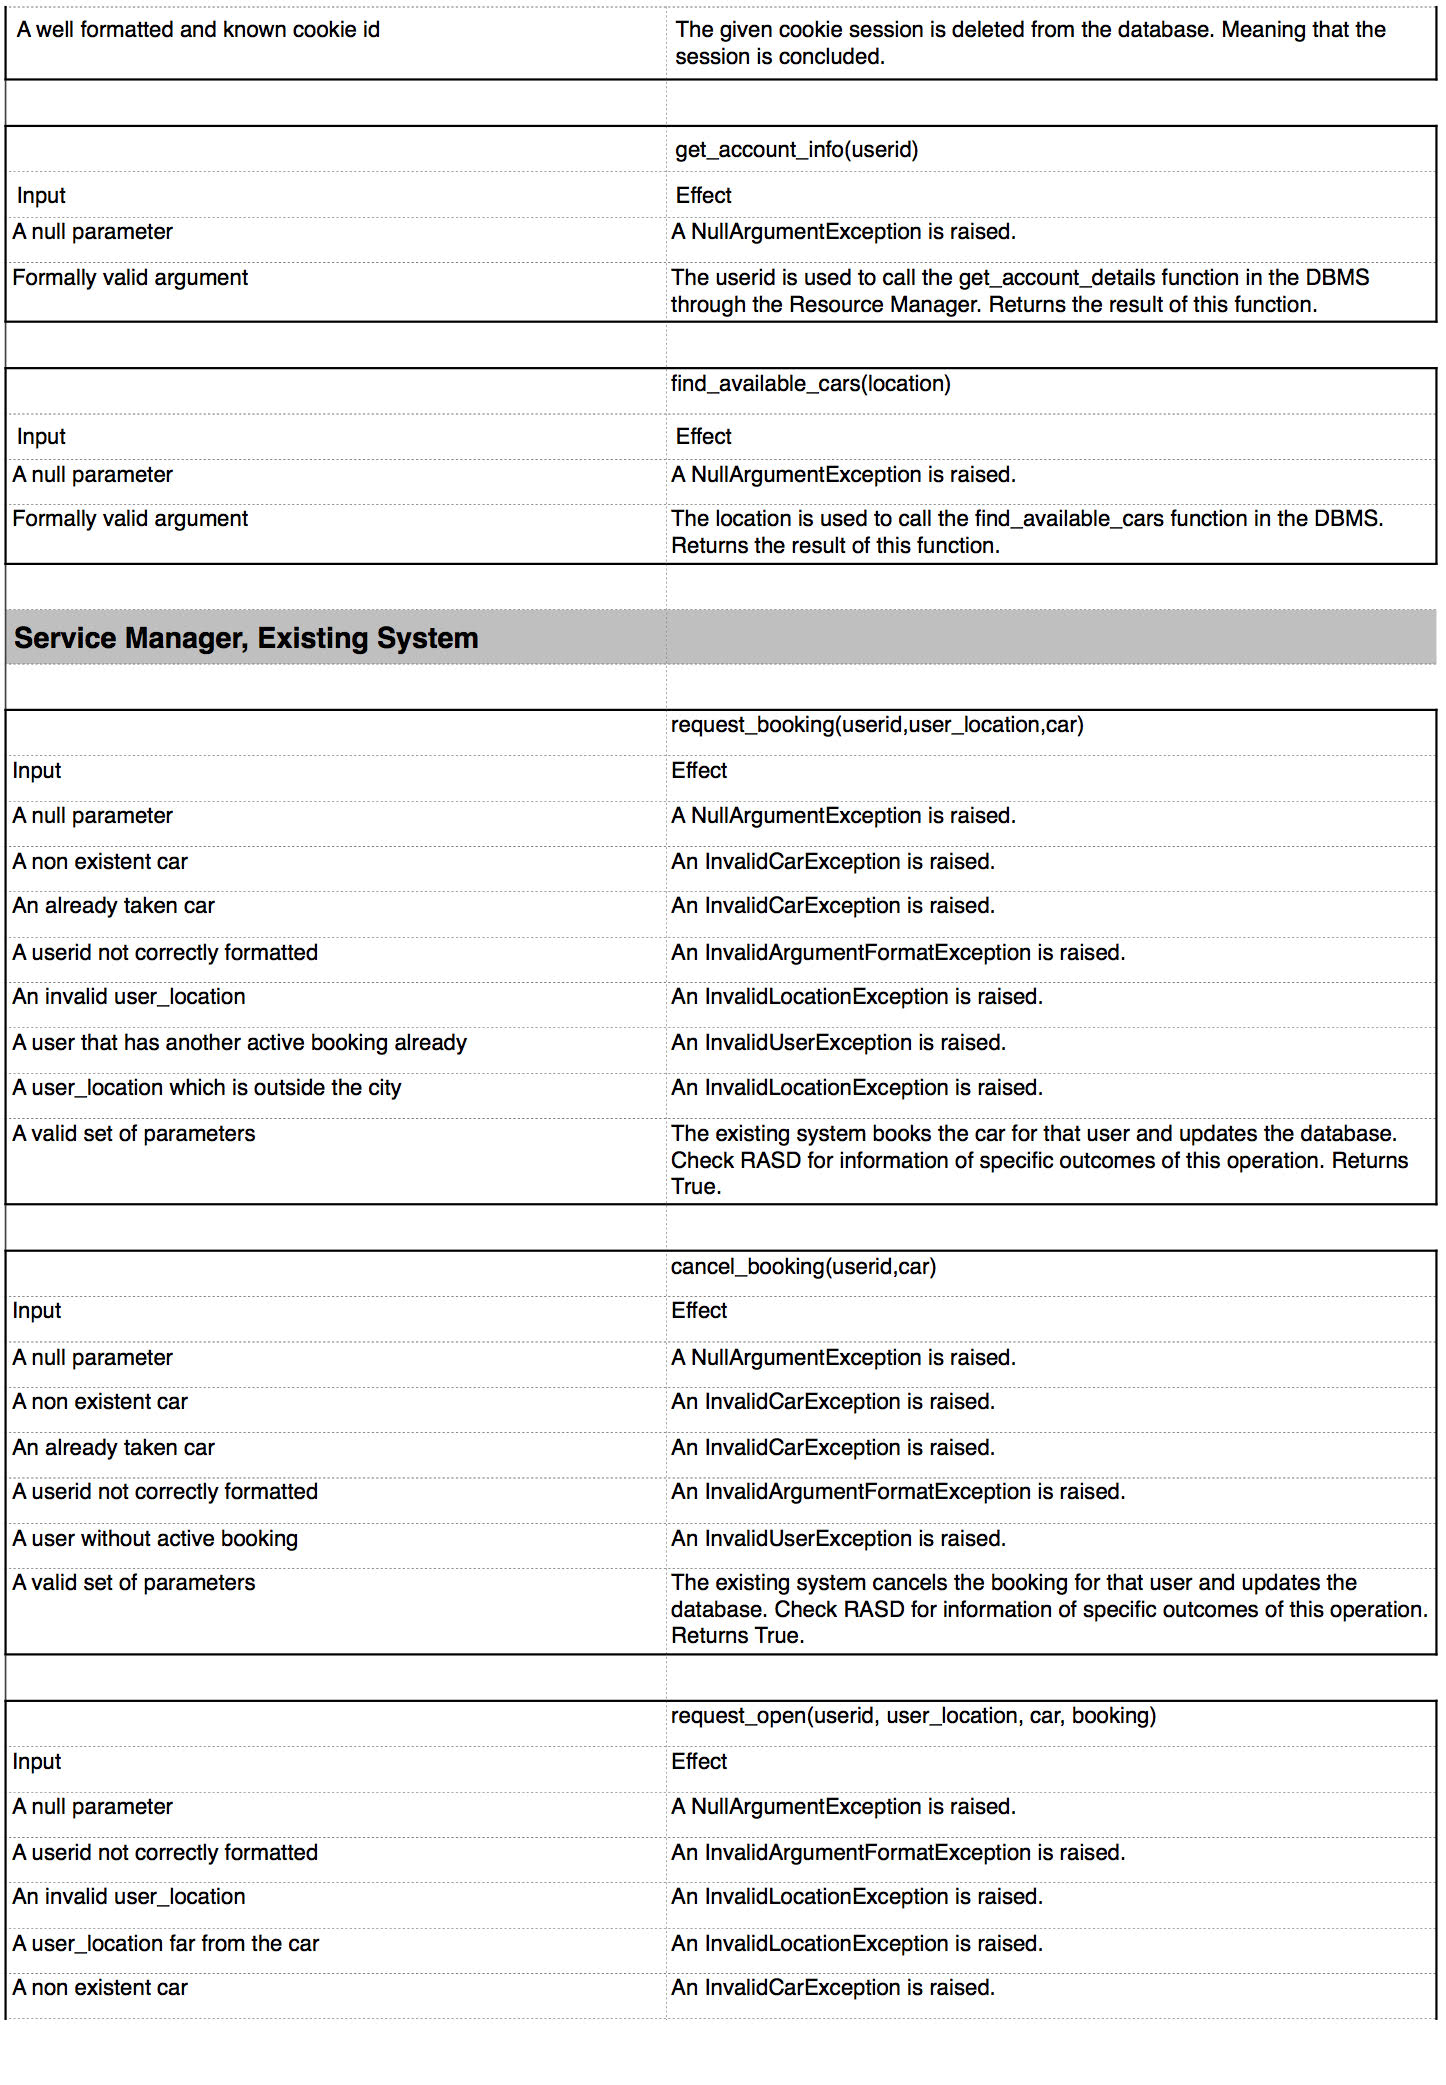 A well formatted and known cookie id
The given cookie session is deleted from the database. Meaning that the
session is concluded.
get_account_info(userid)
Input
Effect
A null parameter
A NullArgumentException is raised.
Formally valid argument
The userid is used to call the get_account_details function in the DBMS
through the Resource Manager. Returns the result of this function.
find_available_cars(location)
Input
Effect
A null parameter
A NullArgumentException is raised.
Formally valid argument
The location is used to call the find_available_cars function in the DBMS.
Returns the result of this function.
Service Manager, Existing System
request_booking(userid,user_location,car)
Input
Effect
A null parameter
A NullArgumentException is raised.
A non existent car
An InvalidCarException is raised.
An already taken car
An InvalidCarException is raised.
A userid not correctly formatted
An InvalidArgumentFormatException is raised.
An invalid user_location
An InvalidLocationException is raised.
A user that has another active booking already
An InvalidUserException is raised.
A user_location which is outside the city
An InvalidLocationException is raised.
A valid set of parameters
The existing system books the car for that user and updates the database.
Check RASD for information of specific outcomes of this operation. Returns
True.
cancel_booking(userid,car)
Input
Effect
A null parameter
A NullArgumentException is raised.
A non existent car
An InvalidCarException is raised.
An already taken car
An InvalidCarException is raised.
A userid not correctly formatted
An InvalidArgumentFormatException is raised.
A user without active booking
An InvalidUserException is raised.
A valid set of parameters
The existing system cancels the booking for that user and updates the
database. Check RASD for information of specific outcomes of this operation.
Returns True.
request_open(userid, user_location, car, booking)
Input
Effect
A null parameter
A NullArgumentException is raised.
A userid not correctly formatted
An InvalidArgumentFormatException is raised.
An invalid user_location
An InvalidLocationException is raised.
A user_location far from the car
An InvalidLocationException is raised.
A non existent car
An InvalidCarException is raised.